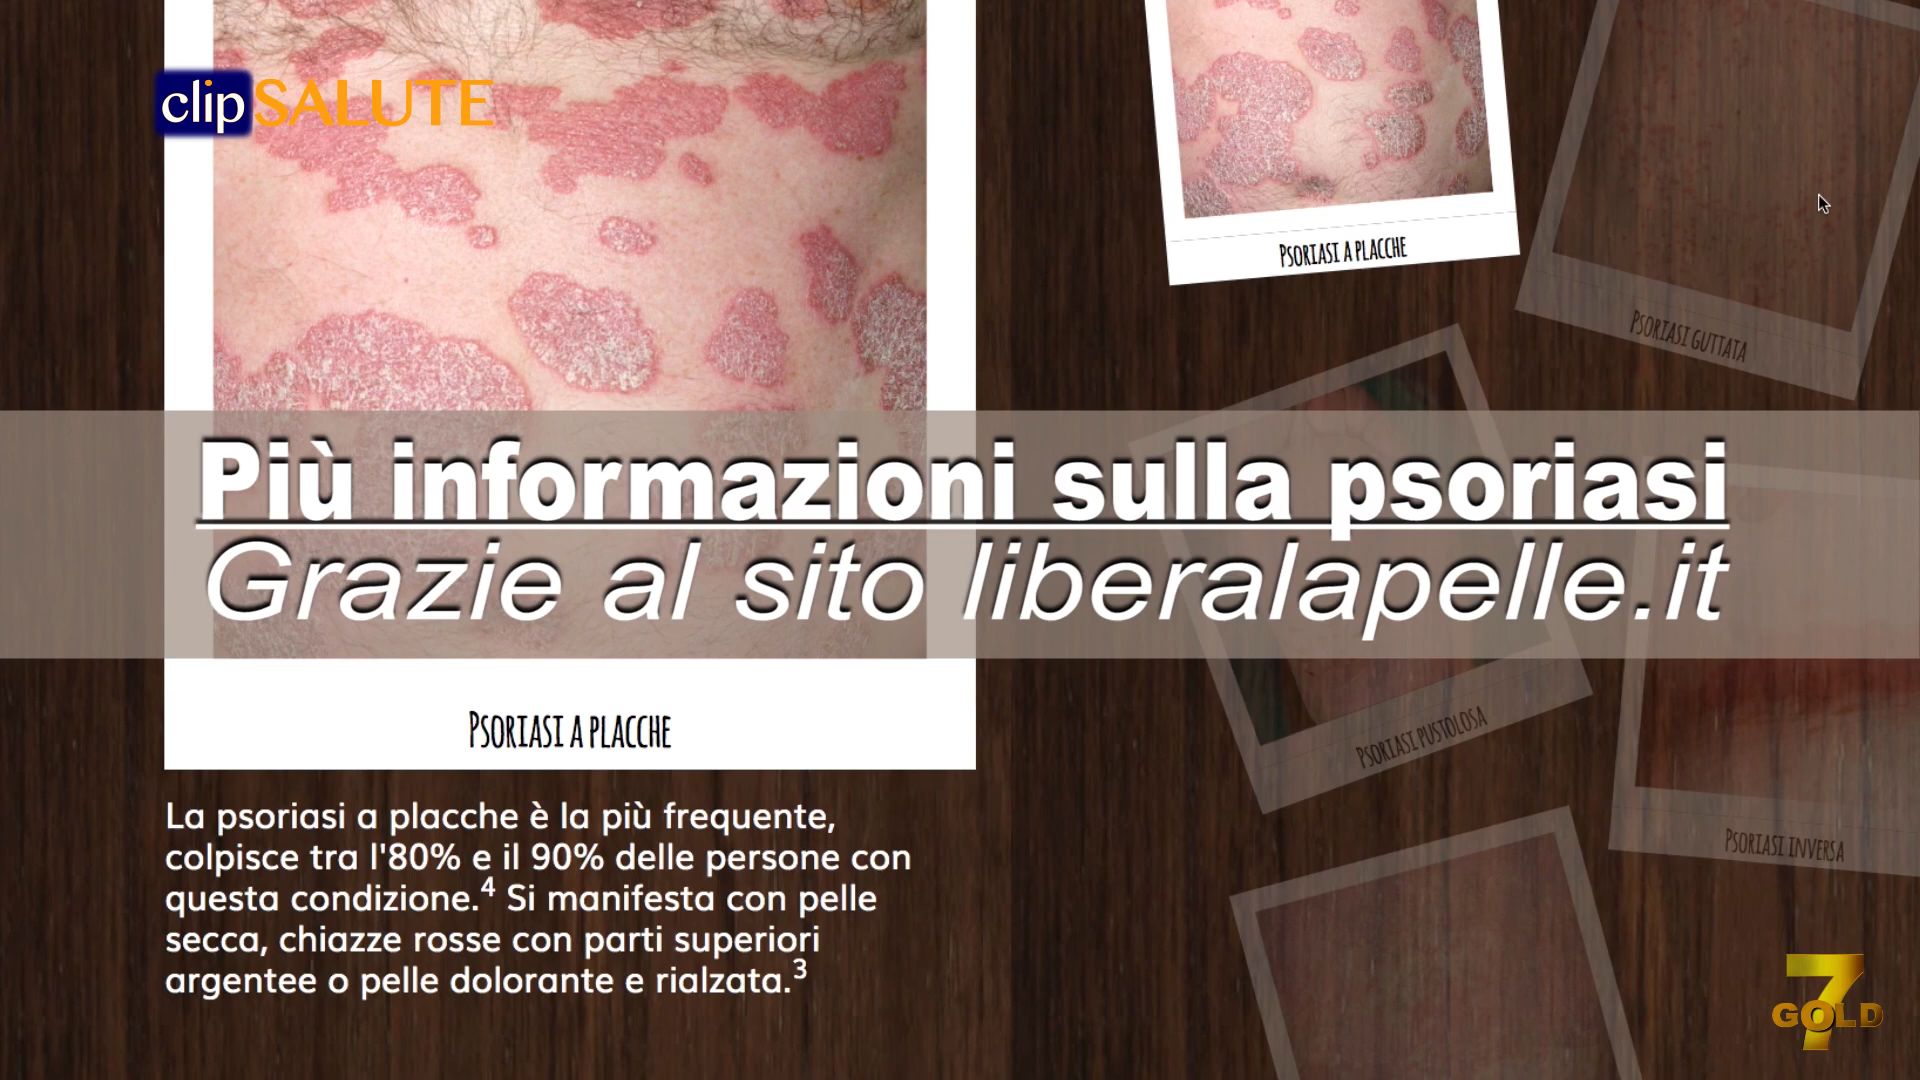 clip SALUTE
PSORIASI A PLACCHE
PSORIASI GUTTATA
Più informazioni sulla psoriasi
Grazie al sito liberalapelle.it
PSORIASI A PLACCHE
PSORIASI PUSTOLOSA
PSORIASI INVERSA
La psoriasi a placche è la più frequente,
colpisce tra l'80% e il 90% delle persone con
questa condizione.4 Si manifesta con pelle
secca, chiazze rosse con parti superiori
argentee o pelle dolorante e rialzata.3
7 GOLD